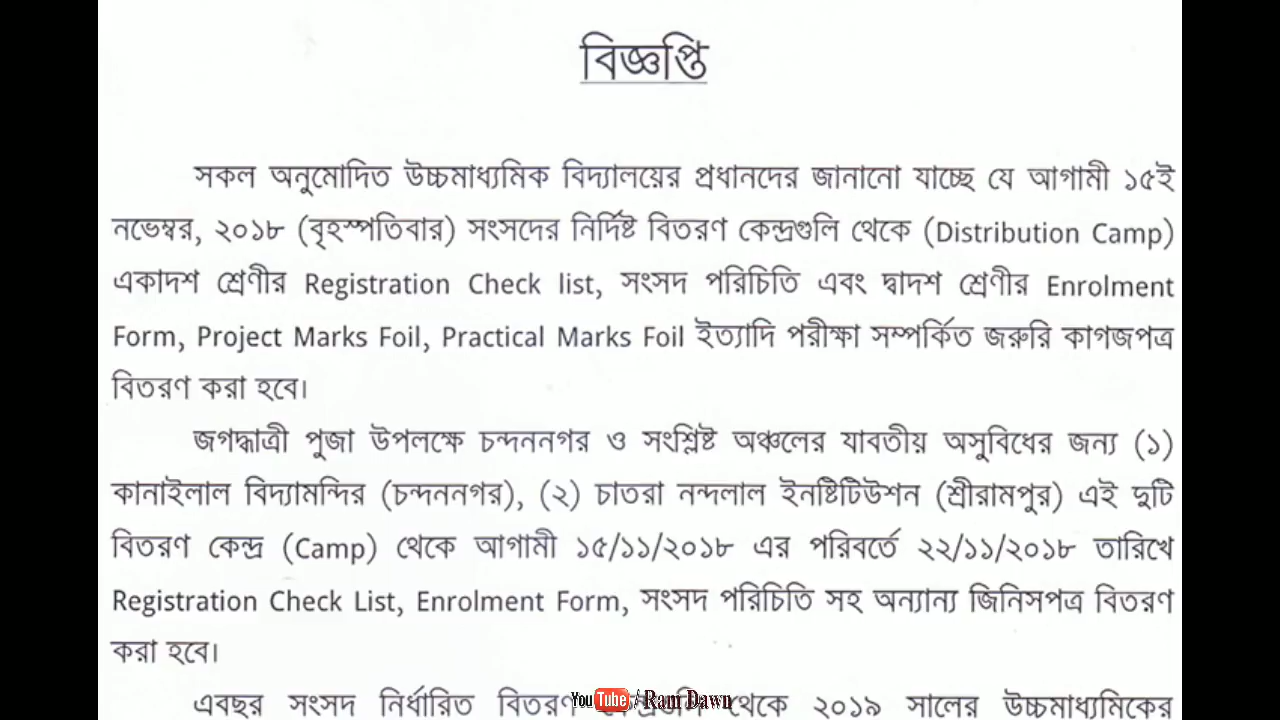 বিজ্ঞপ্তি
সকল অনুমোদিত উচ্চমাধ্যমিক বিদ্যালয়ের প্রধানদের জানানো যাচ্ছে যে আগামী ১৫ই
নভেম্বর, ২০১৮ (বৃহস্পতিবার) সংসদের নির্দিষ্ট বিতরণ কেন্দ্রগুলি থেকে (Distribution Camp)
একাদশ শ্রেণীর Registration Check list, সংসদ পরিচিতি এবং দ্বাদশ শ্রেণীর Enrolment
Form, Project Marks Foil, Practical Marks Foil ইত্যাদি পরীক্ষা সম্পর্কিত জরুরি কাগজপত্র
বিতরণ করা হবে।
জগদ্ধাত্রী পুজা উপলক্ষে চন্দননগর ও সংশ্লিষ্ট অঞ্চলের যাবতীয় অসুবিধের জন্য (১)
কানাইলাল বিদ্যামন্দির (চন্দননগর), (২) চাতরা নন্দলাল ইনষ্টিটিউশন (শ্রীরামপুর) এই দুটি
বিতরণ কেন্দ্র (Camp) থেকে আগামী ১৫/১১/২০১৮ এর পরিবর্তে ২২/১১/২০১৮ তারিখে
Registration Check List, Enrolment Form, সংসদ পরিচিতি সহ অন্যান্য জিনিসপত্র বিতরণ
করা হবে।
এবছর সংসদ নির্ধারিত বিতরণ থেকে ২০১৯ সালের উচ্চমাধ্যমিকের
YouTube / Ram Dawn